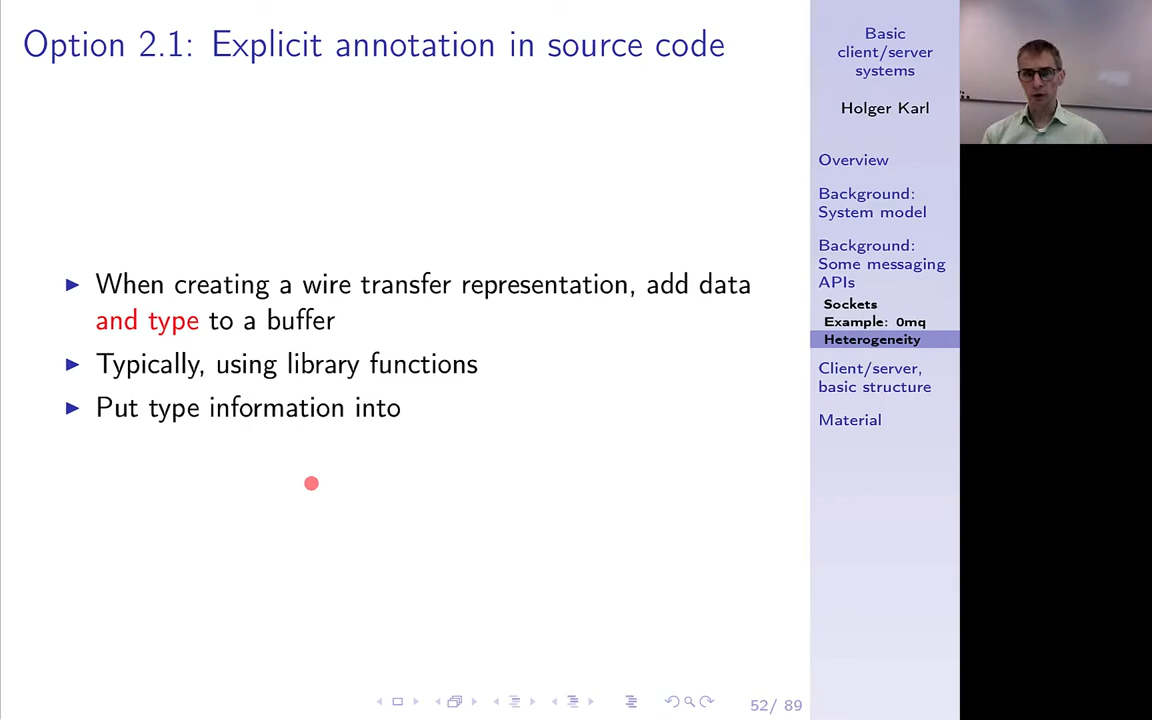 Option 2.1: Explicit annotation in source code
When creating a wire transfer representation, add data
and type to a buffer
Typically, using library functions
Put type information into
52/ 89
Basic
client/server
systems
Holger Karl
Overview
Background:
System model
Background:
Some messaging
APIs
Sockets
Example: 0mq
Heterogeneity
Client/server,
basic structure
Material